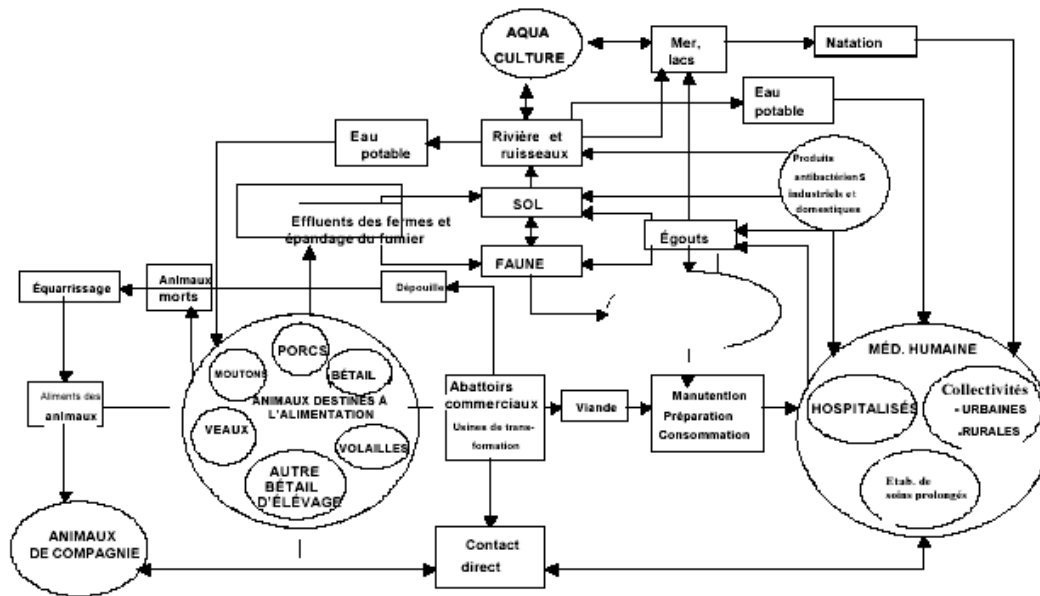 AQUA
CULTURE
Mer,
lacs
Natation
Eau
potable
Eau
potable
Rivière et
ruisseaux
Produits
antibactériens
industriels et
domestiques
SOL
Effluents des fermes et
épandage du fumier
Égouts
FAUNE
Équarrissage
Animaux
morts
Dépouille
PORCS
MOUTONS
BÉTAIL
ANIMAUX DESTINÉS À
L'ALIMENTATION
VEAUX
VOLAILLES
AUTRE
BÉTAIL
D'ÉLÉVAGE
Aliments des
animaux
Abattoirs
commerciaux
Usines de trans-
formation
Viande
Manutention
Préparation
Consommation
MÉD. HUMAINE
HOSPITALISÉS
Collectivités
- URBAINES
-RURALES
Etab. de
soins prolongés
ANIMAUX
DE COMPAGNIE
Contact
direct